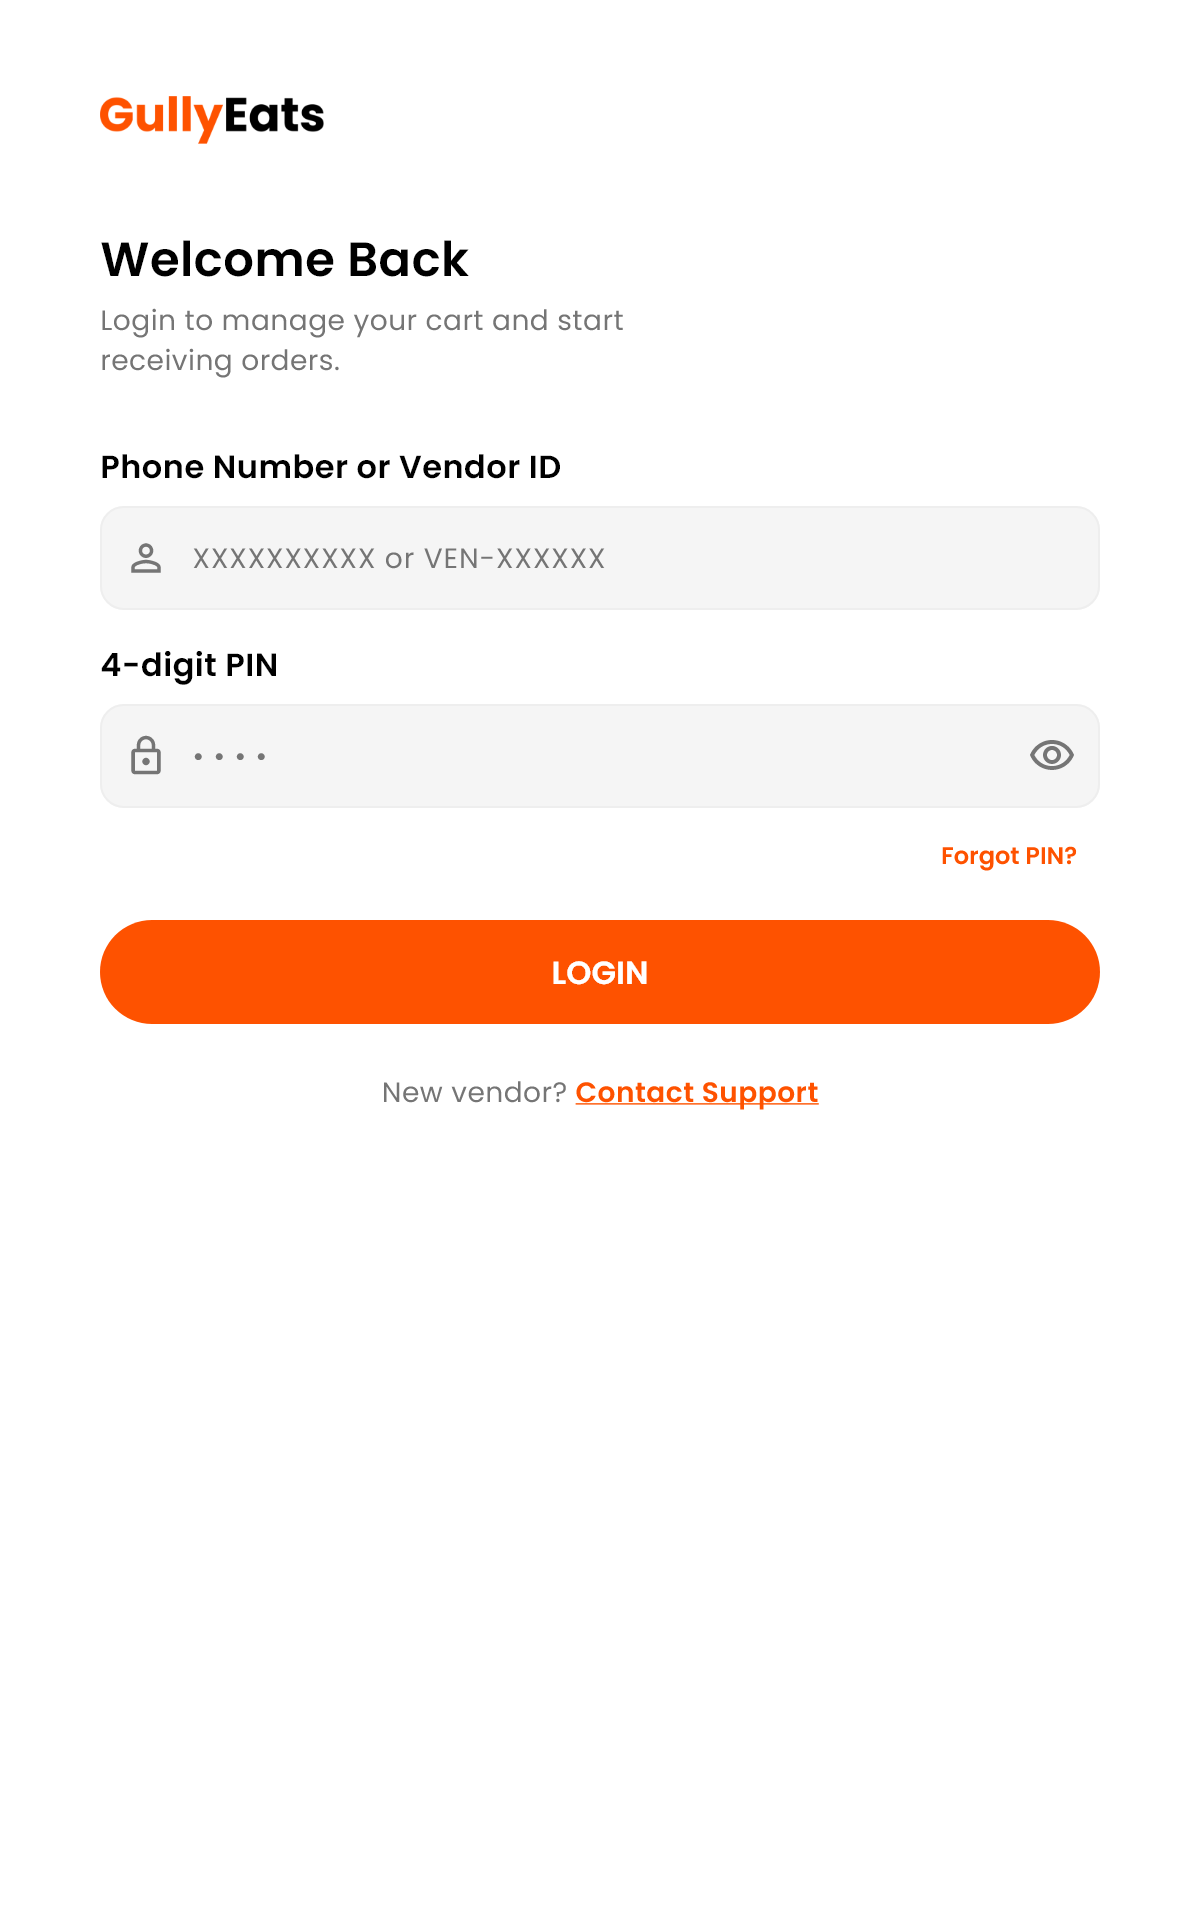 GullyEats
Welcome Back
Login to manage your cart and start
receiving orders.
Phone Number or Vendor ID
XXXXXXXXXX or VEN-XXXXXX
4-digit PIN
• • • •
Forgot PIN?
LOGIN
New vendor? Contact Support